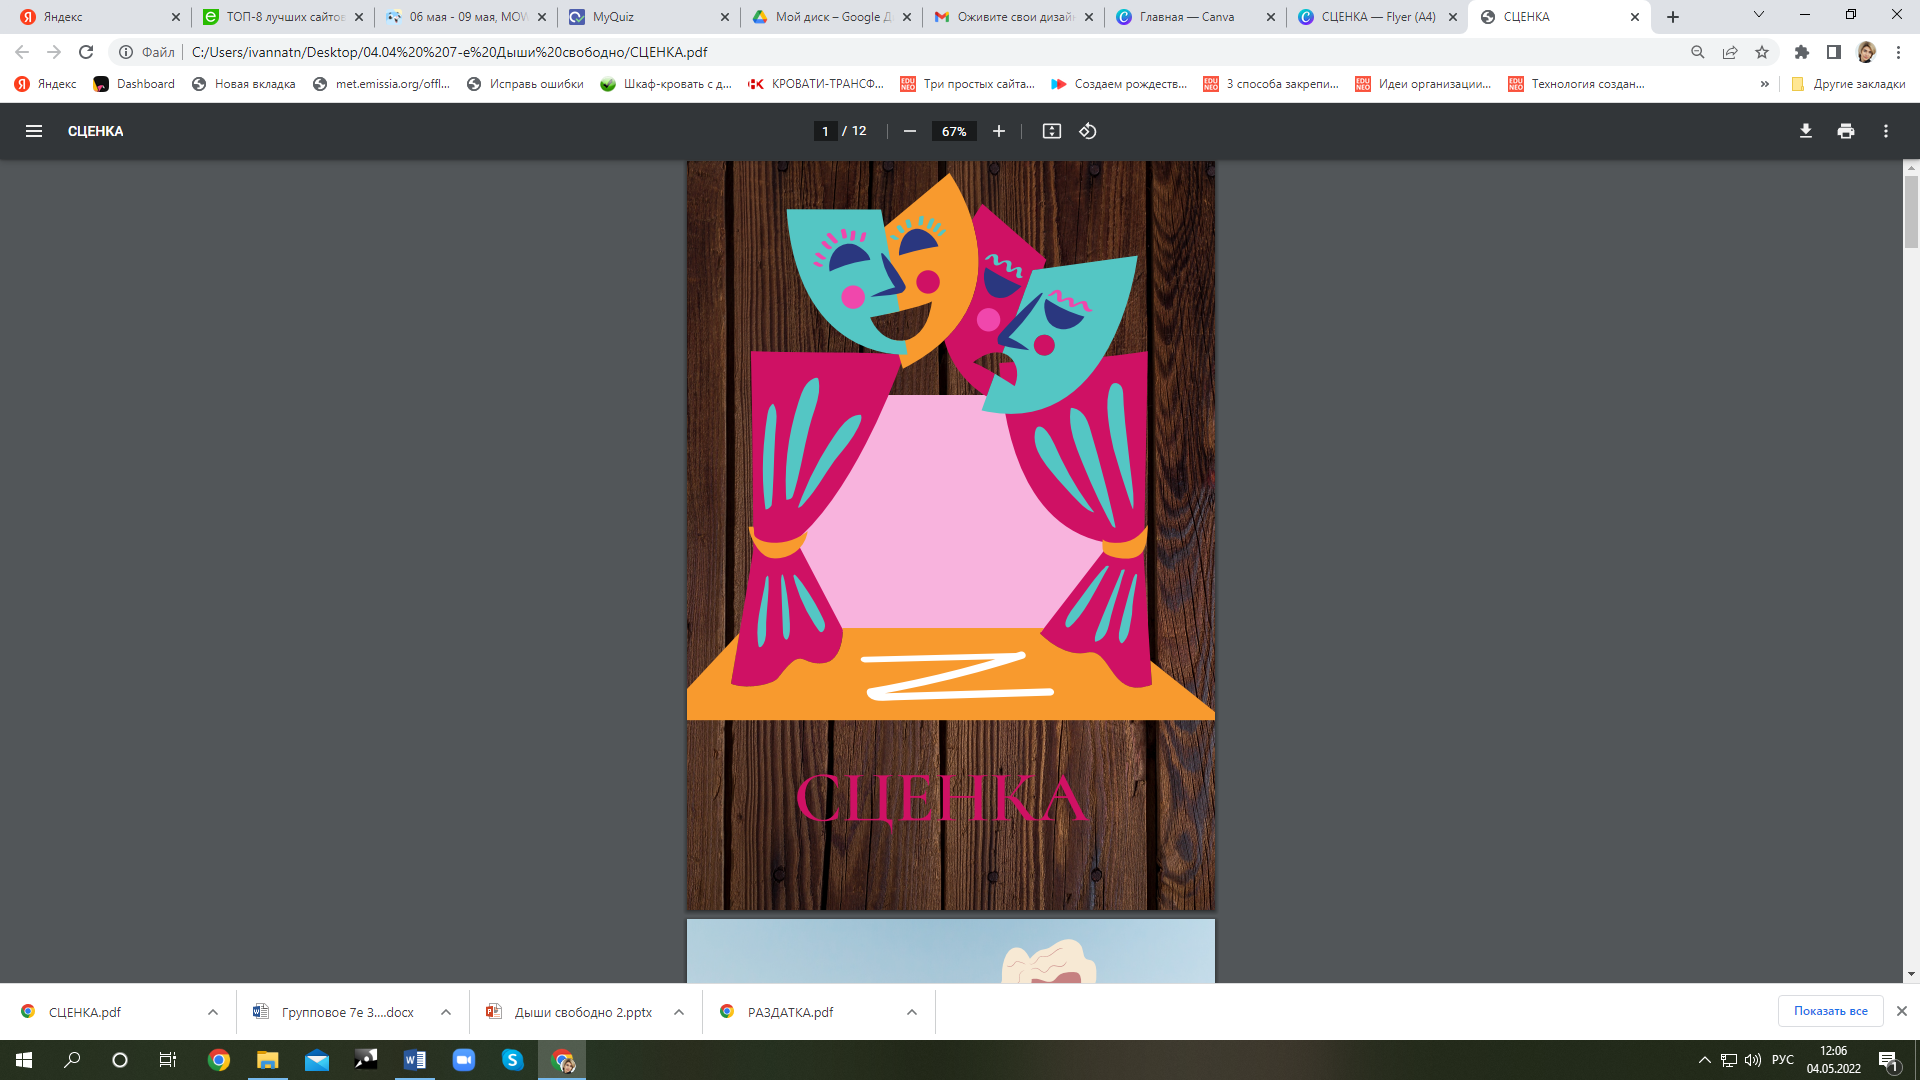 Яндекс
ТОП-8 лучших сайтов
06 мая - 09 мая, MOW
MyQuiz
Мой диск – Google Д
Оживите свои дизайн
Главная — Canva
СЦЕНКА — Flyer (A4)
СЦЕНКА
Файл
C:/Users/ivannatn/Desktop/04.04%20%207-е%20Дыши%20свободно/СЦЕНКА.pdf
Яндекс
Dashboard
Новая вкладка
met.emissia.org/offl...
Исправь ошибки
Шкаф-кровать с д...
КРОВАТИ-ТРАНСФ...
Три простых сайта...
Создаем рождеств...
3 способа закрепи...
Идеи организации...
Технология создан...
»
Другие закладки
СЦЕНКА
1 / 12
67%
СЦЕНКА
СЦЕНКА.pdf
Групповое 7е 3....docx
Дыши свободно 2.pptx
РАЗДАТКА.pdf
Показать все
РУС
12:06
04.05.2022
1